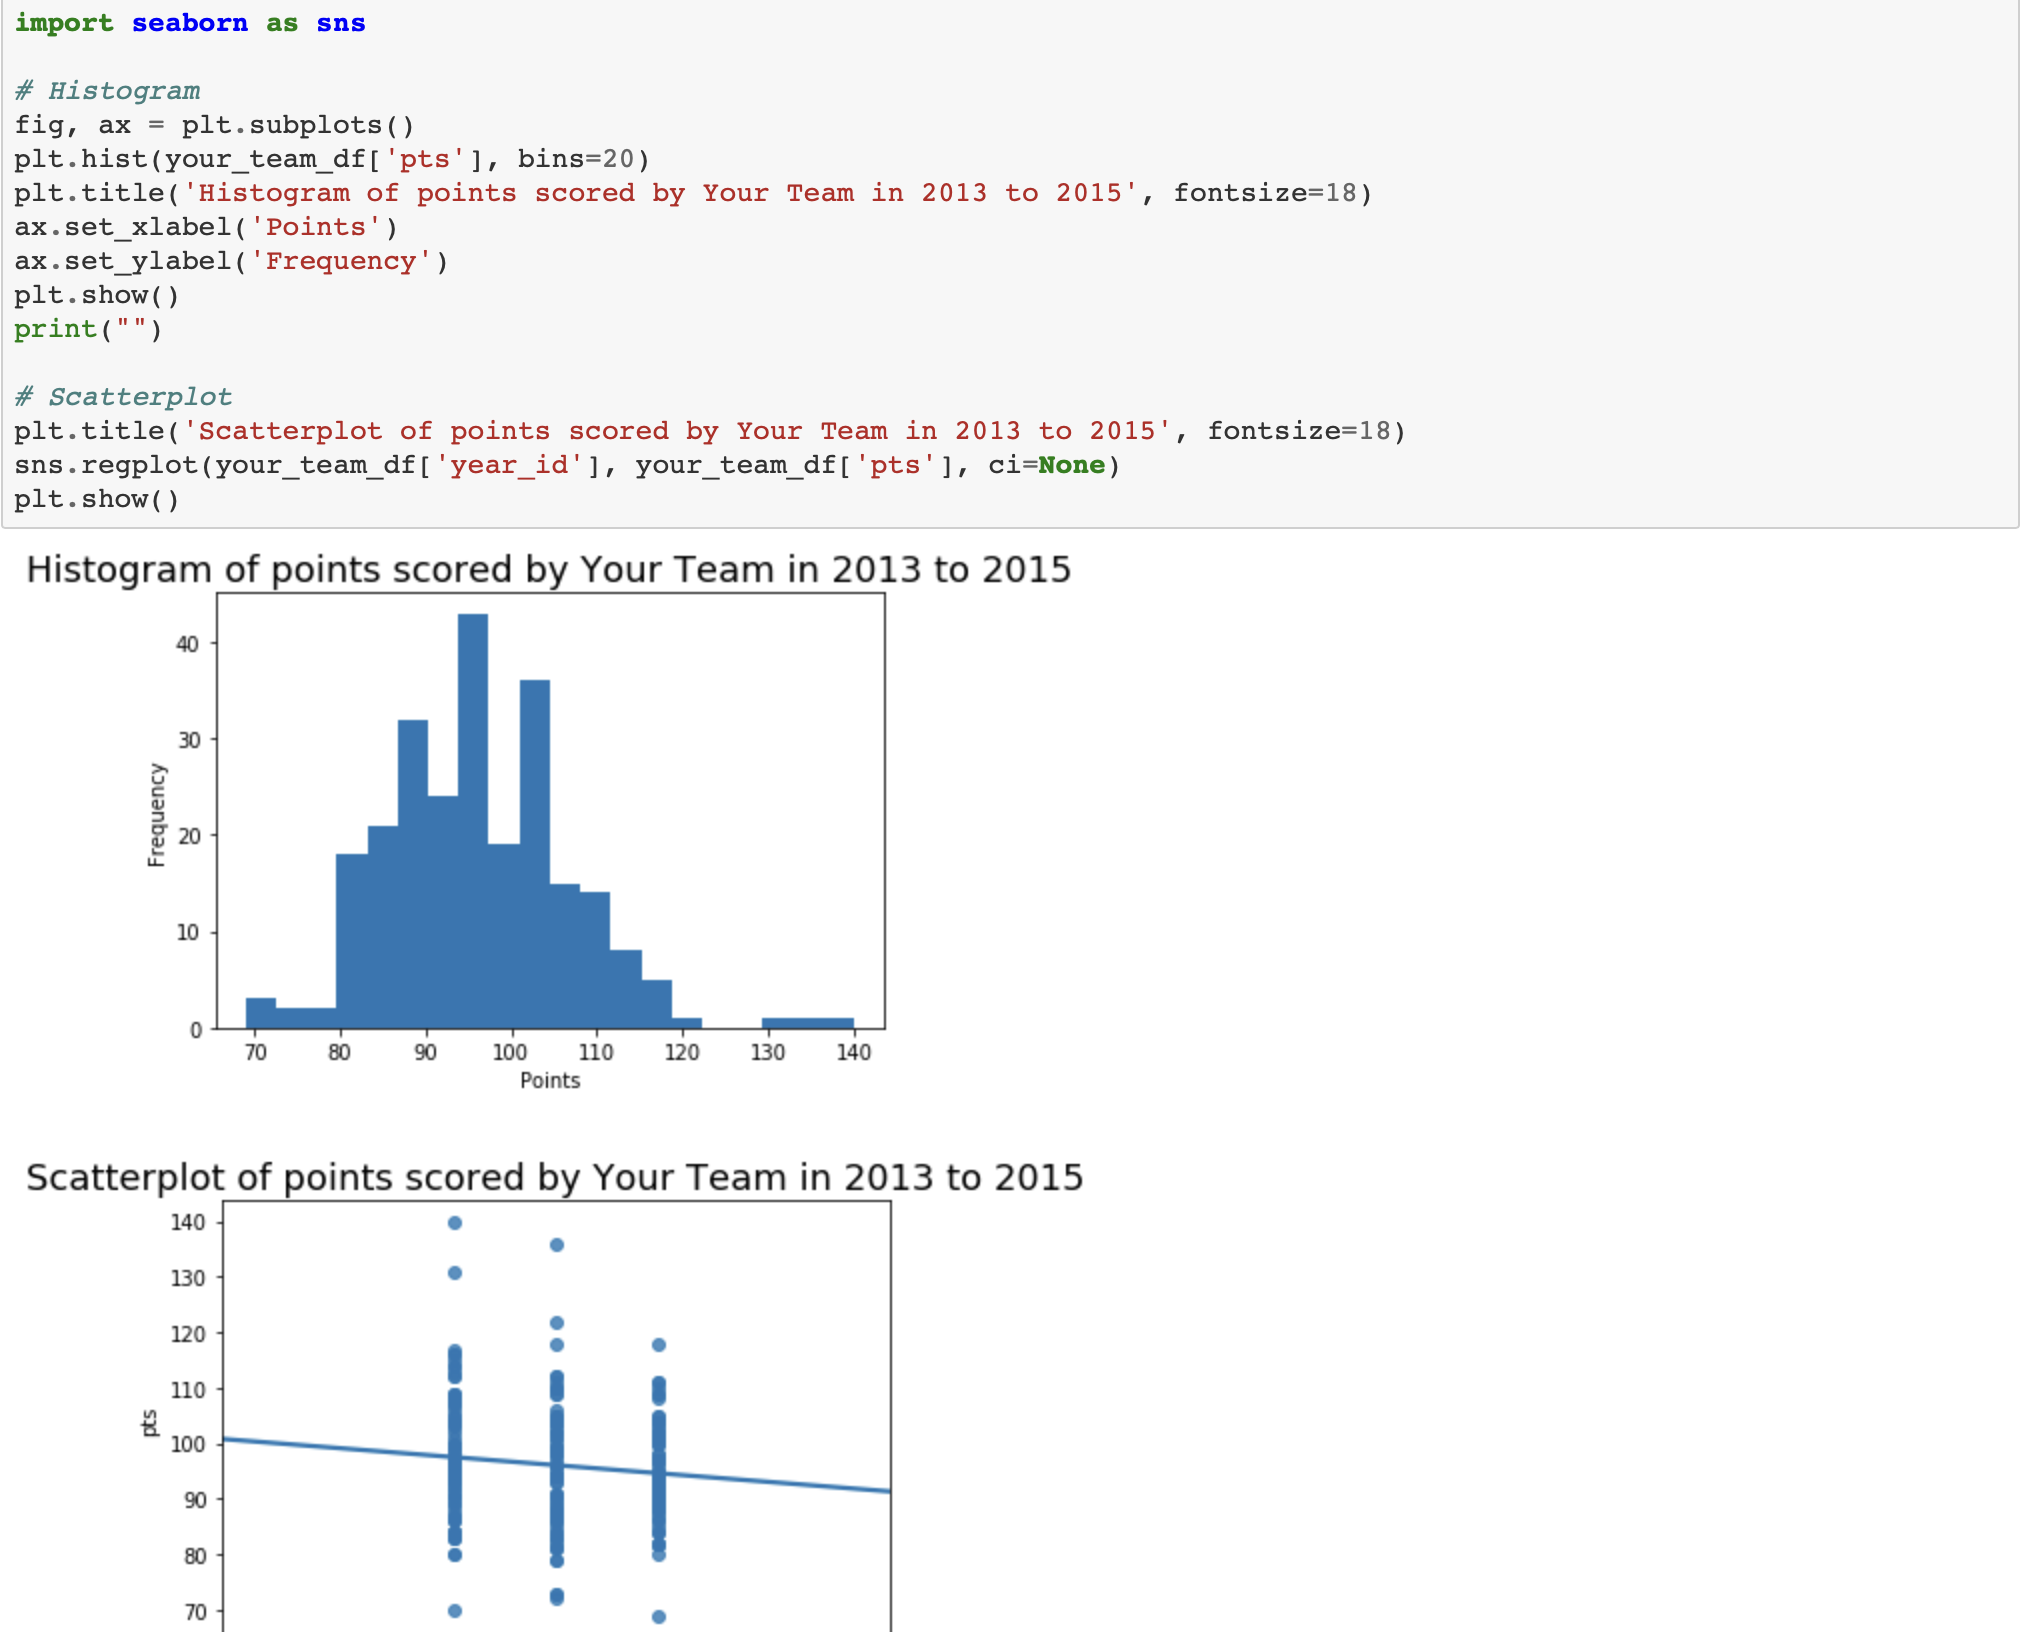 import seaborn as sns
# Histogram
fig, ax = plt.subplots()
plt.hist(your_team_df['pts'], bins=20)
plt.title('Histogram of points scored by Your Team in 2013 to 2015', fontsize=18)
ax.set_xlabel('Points')
ax.set_ylabel('Frequency')
plt.show()
print("")
# Scatterplot
plt.title('Scatterplot of points scored by Your Team in 2013 to 2015', fontsize=18)
sns.regplot(your_team_df['year_id'], your_team_df['pts'], ci=None)
plt.show()
Histogram of points scored by Your Team in 2013 to 2015
40
30
20
10
0
Frequency
70 80 90 100 110 120 130 140
Points
Scatterplot of points scored by Your Team in 2013 to 2015
140
130
120
110
100
90
80
70
pts